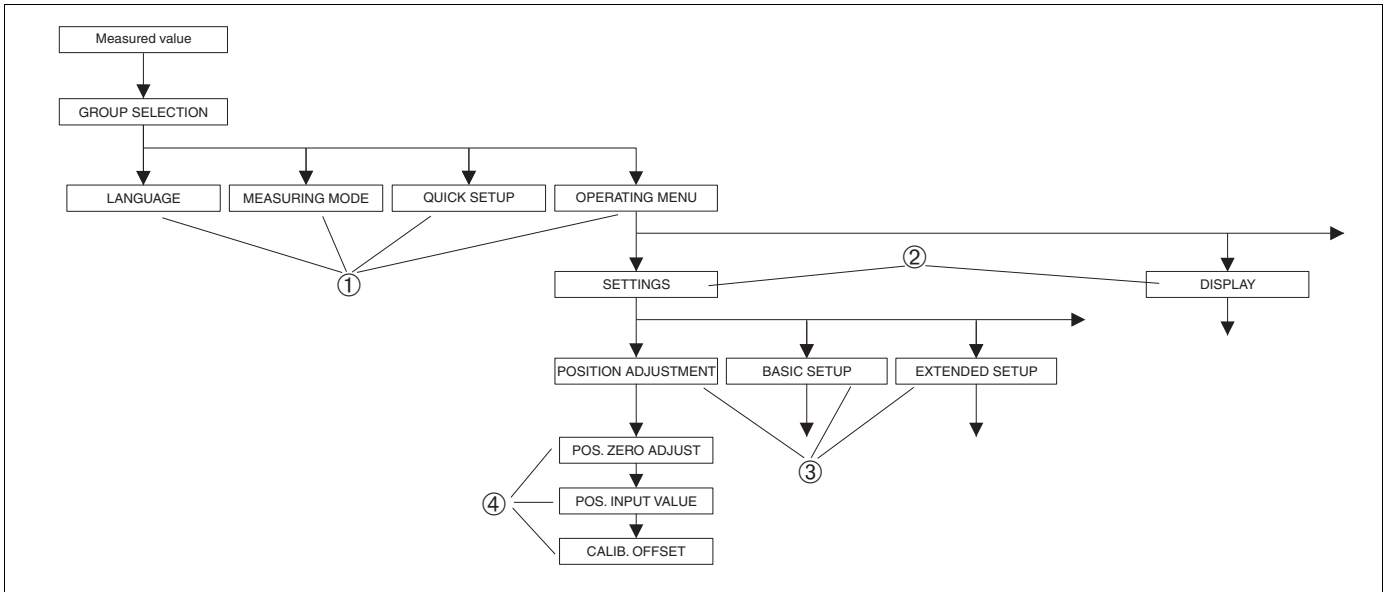 Measured value
GROUP SELECTION
LANGUAGE
MEASURING MODE
QUICK SETUP
OPERATING MENU
①
②
SETTINGS
DISPLAY
POSITION ADJUSTMENT
BASIC SETUP
EXTENDED SETUP
③
POS. ZERO ADJUST
④
POS. INPUT VALUE
CALIB. OFFSET